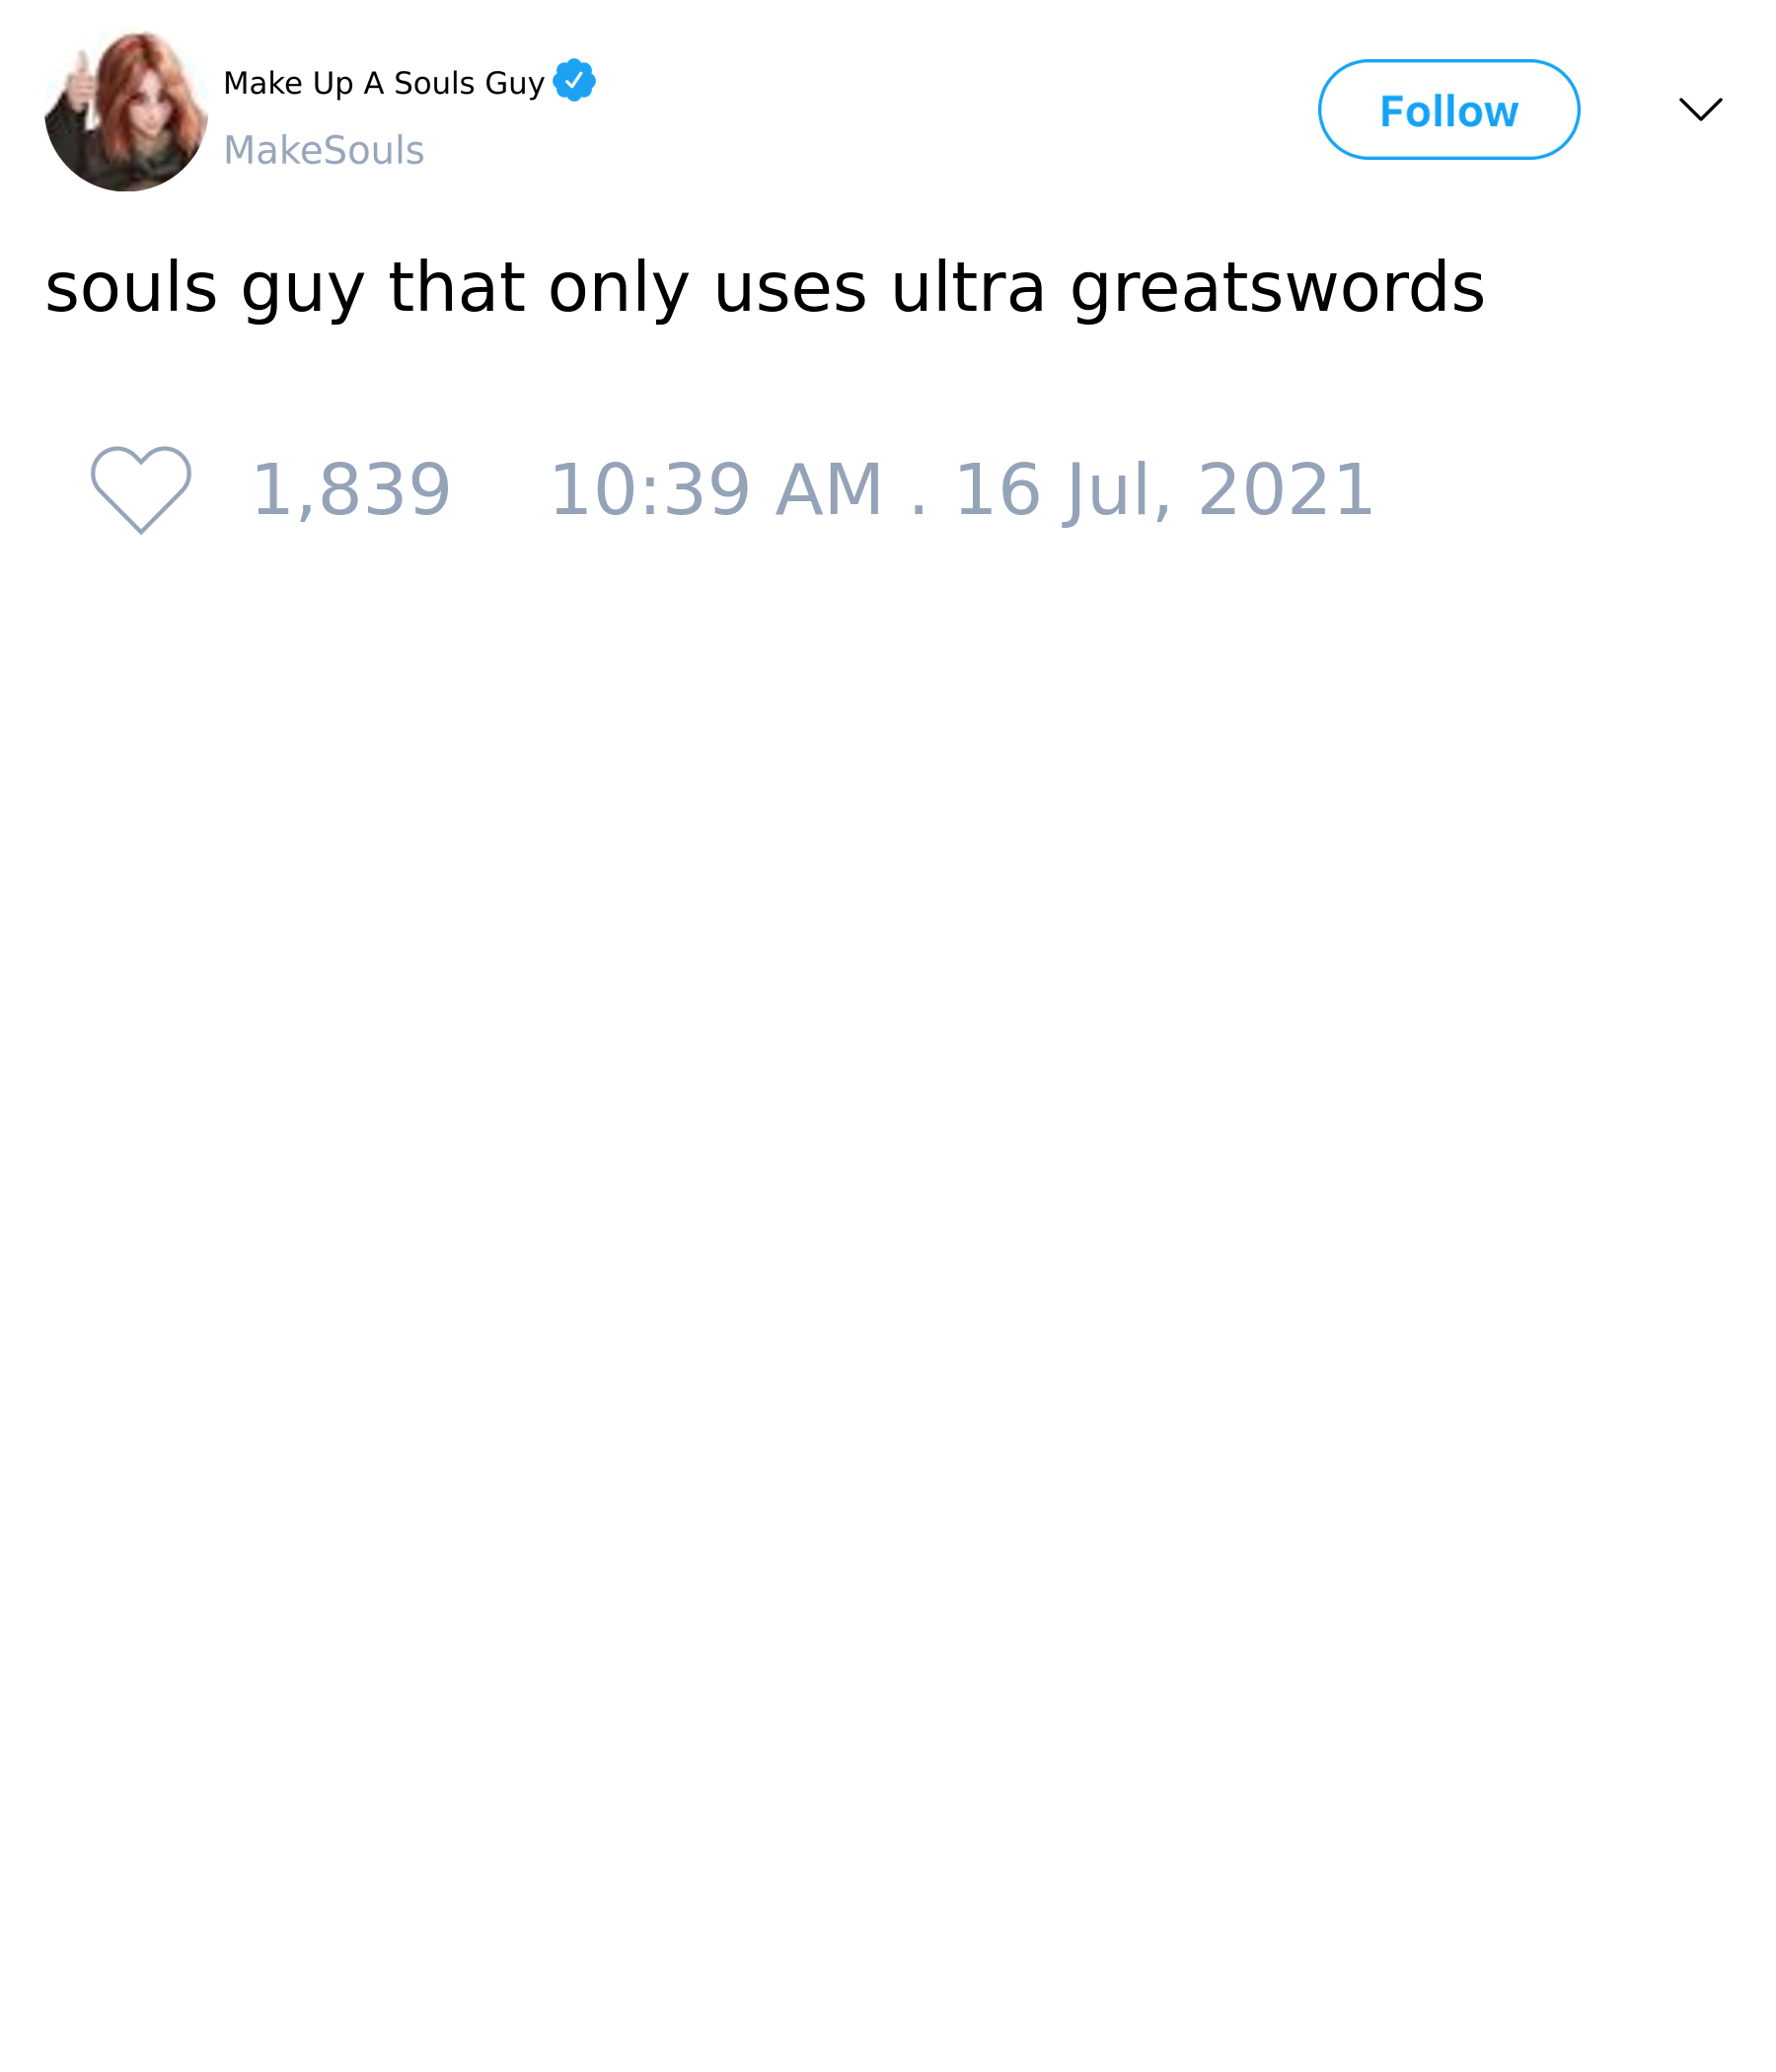 Make Up A Souls Guy
Follow
MakeSouls
souls guy that only uses ultra greatswords
1,839 10:39 AM . 16 Jul, 2021